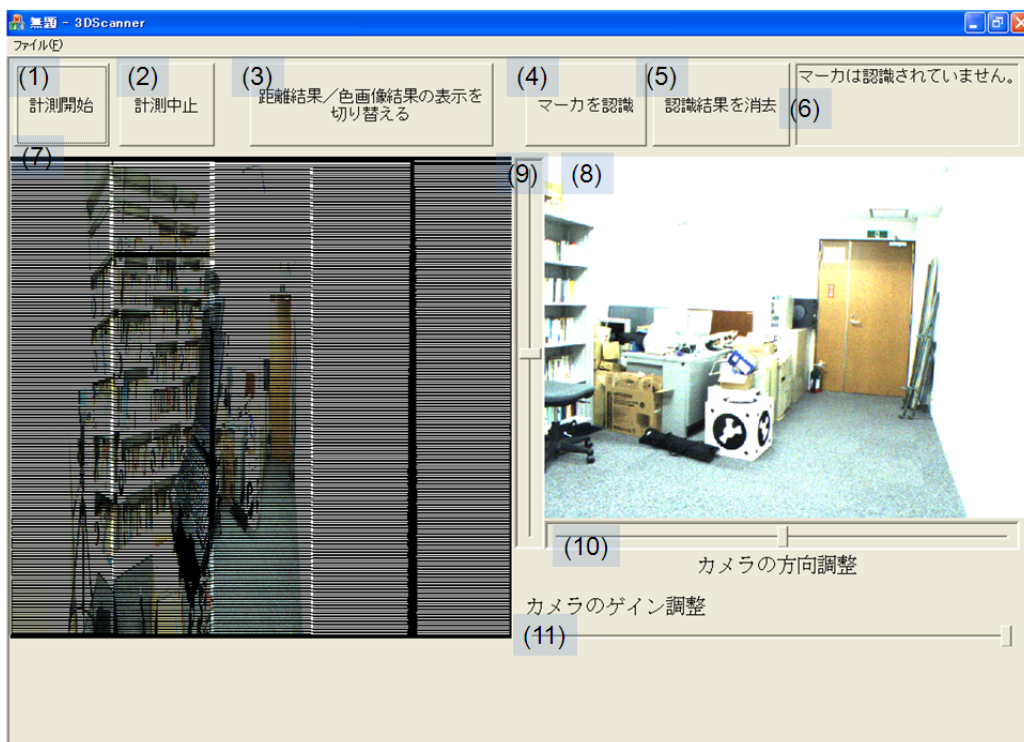 無題 - 3DScanner
ファイル(F)
(1)
計測開始
(2)
計測中止
(3)
距離結果／色画像結果の表示を
切り替える
(4)
マーカを認識
(5)
認識結果を消去
マーカは認識されていません。
(6)
(7)
(9)
(8)
(10)
カメラの方向調整
カメラのゲイン調整
(11)